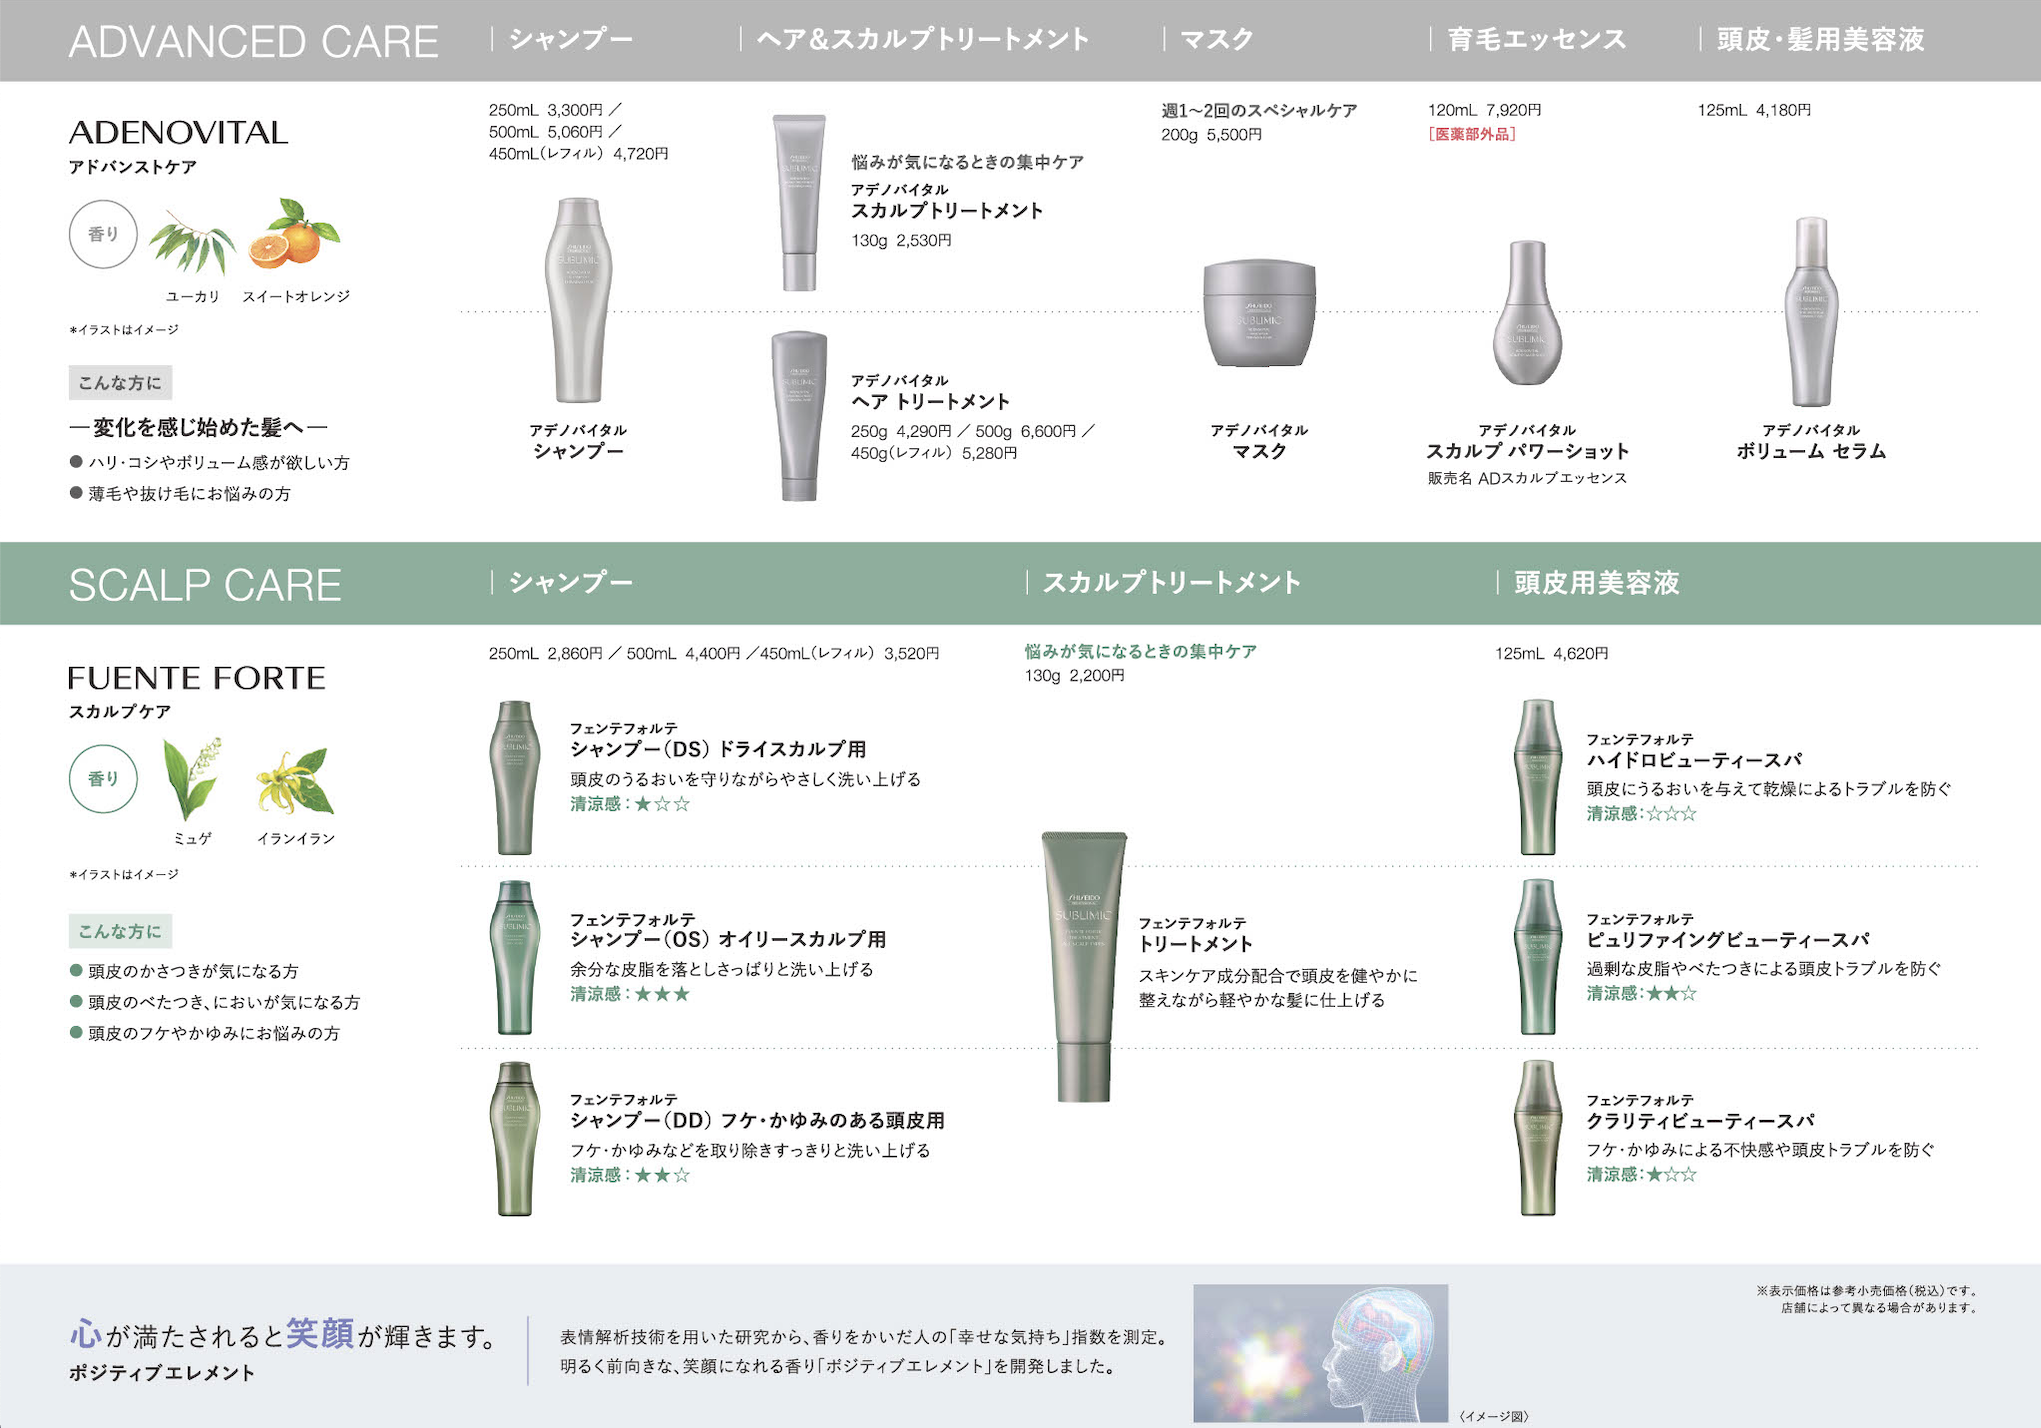 ADVANCED CARE
シャンプー
ヘア&スカルプトリートメント
マスク
育毛エッセンス
頭皮・髪用美容液
ADENOVITAL
アドバンストケア
香り
ユーカリ
スイートオレンジ
*イラストはイメージ
こんな方に
―変化を感じ始めた髪へ―
● ハリ・コシやボリューム感が欲しい方
● 薄毛や抜け毛にお悩みの方
250mL 3,300円 ／
500mL 5,060円 ／
450mL(レフィル) 4,720円
アデノバイタル
シャンプー
悩みが気になるときの集中ケア
アデノバイタル
スカルプトリートメント
130g 2,530円
アデノバイタル
ヘア トリートメント
250g 4,290円 ／ 500g 6,600円 ／
450g(レフィル) 5,280円
週1〜2回のスペシャルケア
200g 5,500円
アデノバイタル
マスク
120mL 7,920円
[医薬部外品]
アデノバイタル
スカルプ パワーショット
販売名 ADスカルプエッセンス
125mL 4,180円
アデノバイタル
ボリューム セラム
SCALP CARE
シャンプー
スカルプトリートメント
頭皮用美容液
FUENTE FORTE
スカルプケア
香り
ミュゲ
イランイラン
*イラストはイメージ
こんな方に
● 頭皮のかさつきが気になる方
● 頭皮のべたつき、においが気になる方
● 頭皮のフケやかゆみにお悩みの方
250mL 2,860円 ／ 500mL 4,400円 ／450mL(レフィル) 3,520円
フェンテフォルテ
シャンプー(DS) ドライスカルプ用
頭皮のうるおいを守りながらやさしく洗い上げる
清涼感：★☆☆
フェンテフォルテ
シャンプー(OS) オイリースカルプ用
余分な皮脂を落としさっぱりと洗い上げる
清涼感：★★★
フェンテフォルテ
シャンプー(DD) フケ・かゆみのある頭皮用
フケ・かゆみなどを取り除きすっきりと洗い上げる
清涼感：★★☆
悩みが気になるときの集中ケア
130g 2,200円
SHISEIDO
SUBLIMIC
フェンテフォルテ
トリートメント
スキンケア成分配合で頭皮を健やかに
整えながら軽やかな髪に仕上げる
125mL 4,620円
フェンテフォルテ
ハイドロビューティースパ
頭皮にうるおいを与えて乾燥によるトラブルを防ぐ
清涼感：☆☆☆
フェンテフォルテ
ピュリファイングビューティースパ
過剰な皮脂やべたつきによる頭皮トラブルを防ぐ
清涼感：★★☆
フェンテフォルテ
クラリティビューティースパ
フケ・かゆみによる不快感や頭皮トラブルを防ぐ
清涼感：★☆☆
心が満たされると笑顔が輝きます。
ポジティブエレメント
表情解析技術を用いた研究から、香りをかいだ人の「幸せな気持ち」指数を測定。
明るく前向きな、笑顔になれる香り「ポジティブエレメント」を開発しました。
〈イメージ図〉
※表示価格は参考小売価格(税込)です。
店舗によって異なる場合があります。